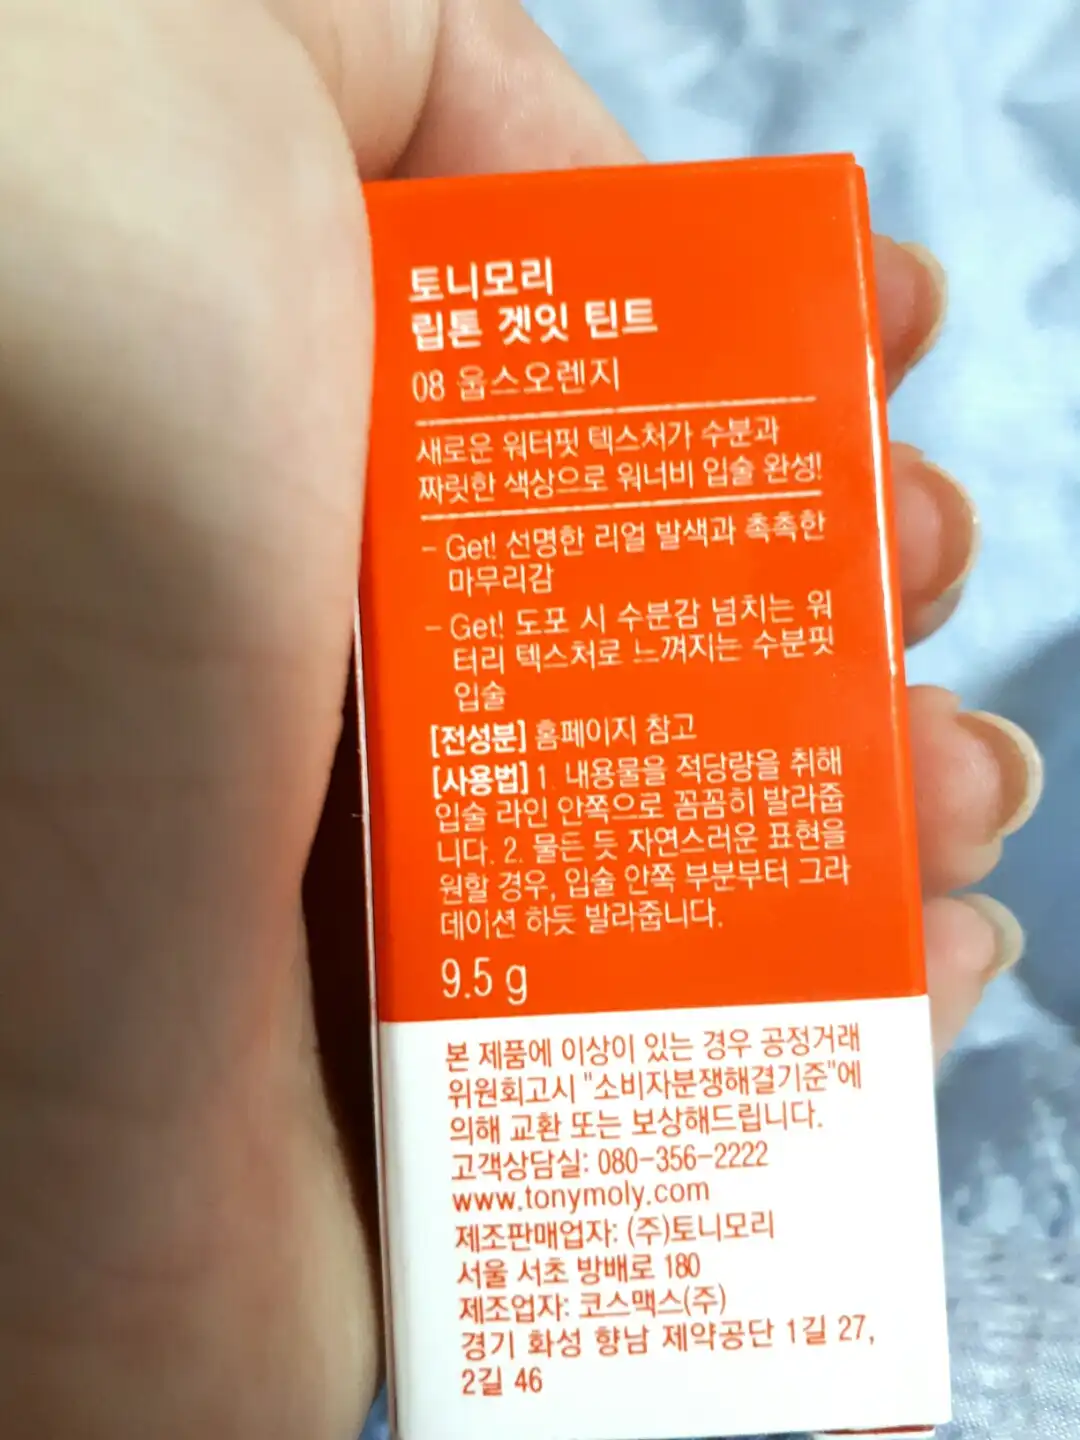 토니모리
립톤 겟잇 틴트
08 웁스오렌지
새로운 워터핏 텍스처가 수분과
짜릿한 색상으로 워너비 입술 완성!
- Get! 선명한 리얼 발색과 촉촉한
마무리감
- Get! 도포 시 수분감 넘치는 워
터리 텍스처로 느껴지는 수분핏
입술
[전성분] 홈페이지 참고
[사용법] 1. 내용물을 적당량을 취해
입술 라인 안쪽으로 꼼꼼히 발라줍
니다. 2. 물든 듯 자연스러운 표현을
원할 경우, 입술 안쪽 부분부터 그라
데이션 하듯 발라줍니다.
9.5 g
본 제품에 이상이 있는 경우 공정거래
위원회고시 "소비자분쟁해결기준"에
의해 교환 또는 보상해드립니다.
고객상담실: 080-356-2222
www.tonymoly.com
제조판매업자: (주)토니모리
서울 서초 방배로 180
제조업자: 코스맥스(주)
경기 화성 향남 제약공단 1길 27,
2길 46